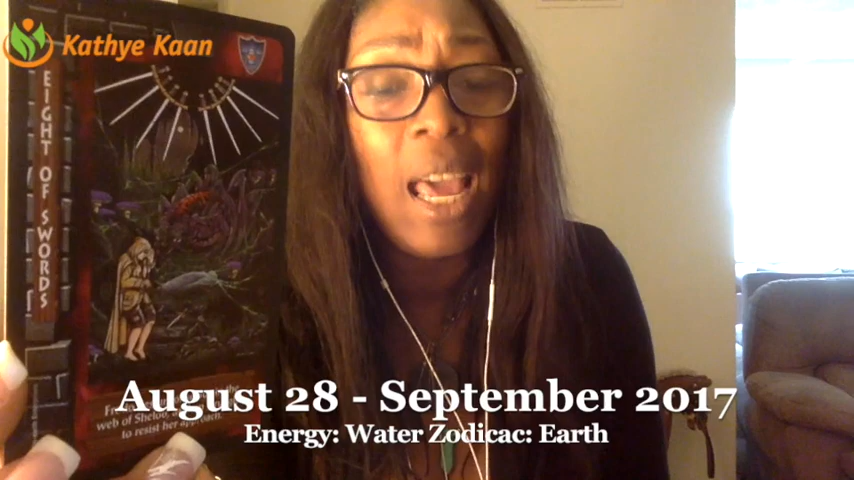 Kathye Kaan
EIGHT OF SWORDS
web of Shelob,
to resist her approach.
August 28 - September 2017
Energy: Water Zodicac: Earth